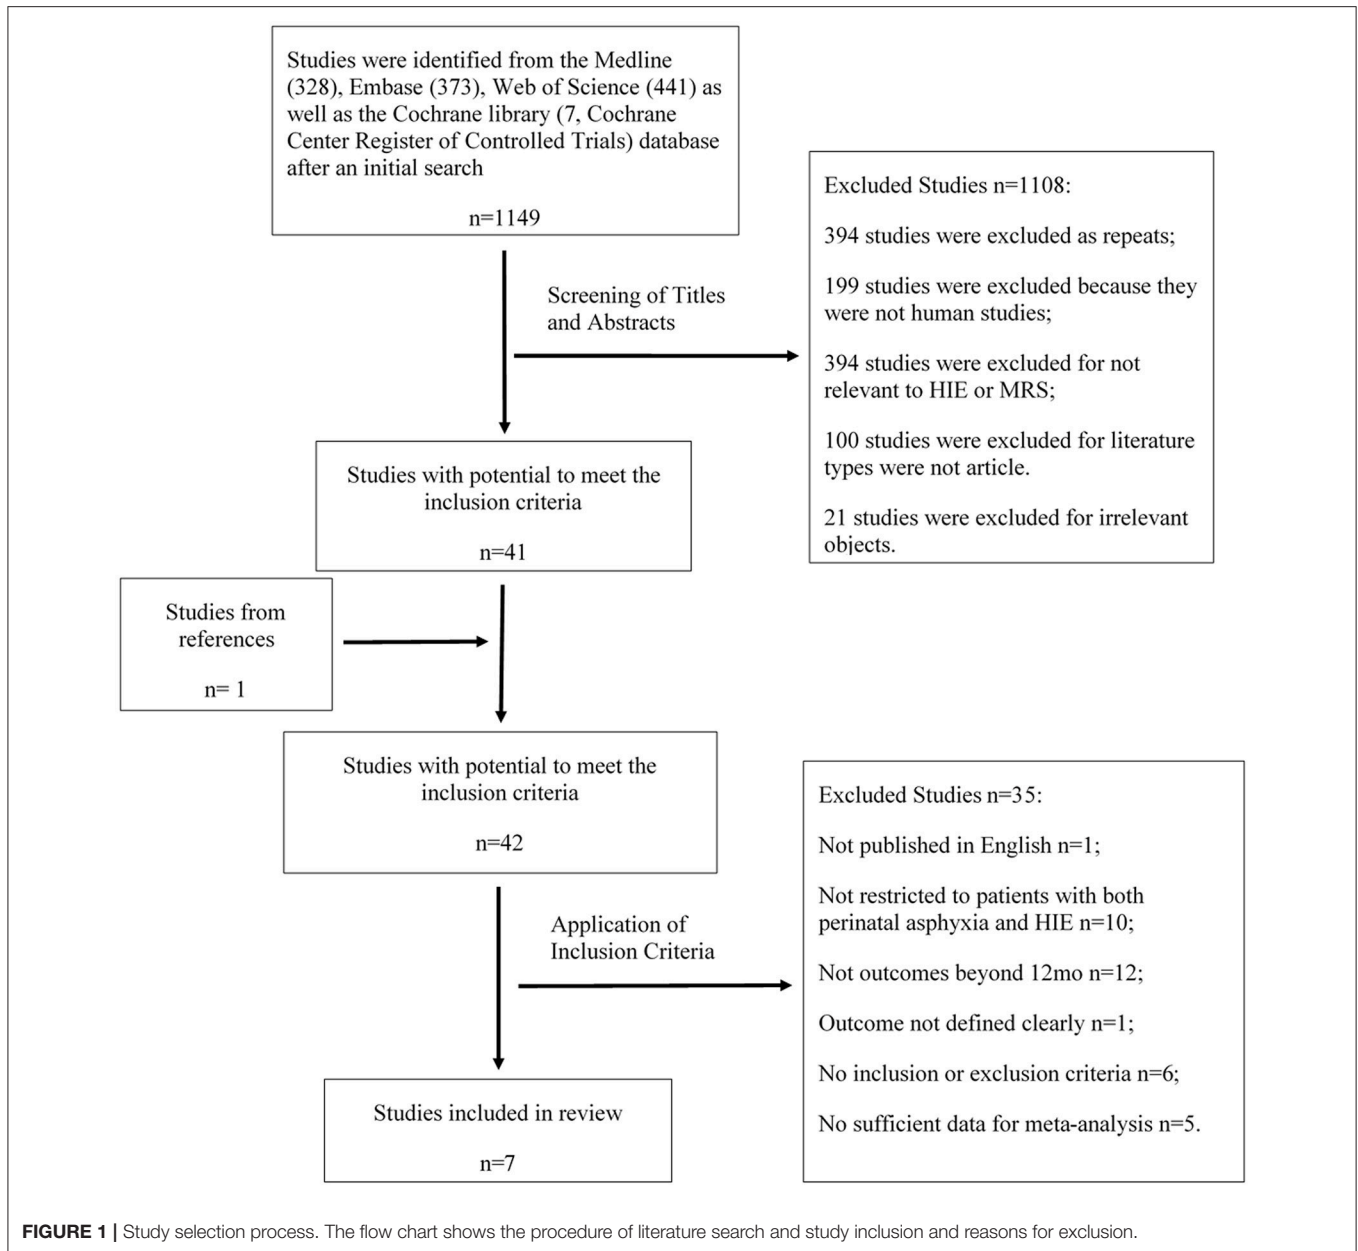 Studies were identified from the Medline
(328), Embase (373), Web of Science (441) as
well as the Cochrane library (7, Cochrane
Center Register of Controlled Trials) database
after an initial search
n=1149
Excluded Studies n=1108:
394 studies were excluded as repeats;
199 studies were excluded because they
were not human studies;
394 studies were excluded for not
relevant to HIE or MRS;
100 studies were excluded for literature
types were not article.
21 studies were excluded for irrelevant
objects.
Screening of Titles
and Abstracts
Studies with potential to meet the
inclusion criteria
n=41
Studies from
references
n= 1
Studies with potential to meet the
inclusion criteria
n=42
Excluded Studies n=35:
Not published in English n=1;
Not restricted to patients with both
perinatal asphyxia and HIE n=10;
Not outcomes beyond 12mo n=12;
Outcome not defined clearly n=1;
No inclusion or exclusion criteria n=6;
No sufficient data for meta-analysis n=5.
Application of
Inclusion Criteria
Studies included in review
n=7
FIGURE 1 | Study selection process. The flow chart shows the procedure of literature search and study inclusion and reasons for exclusion.